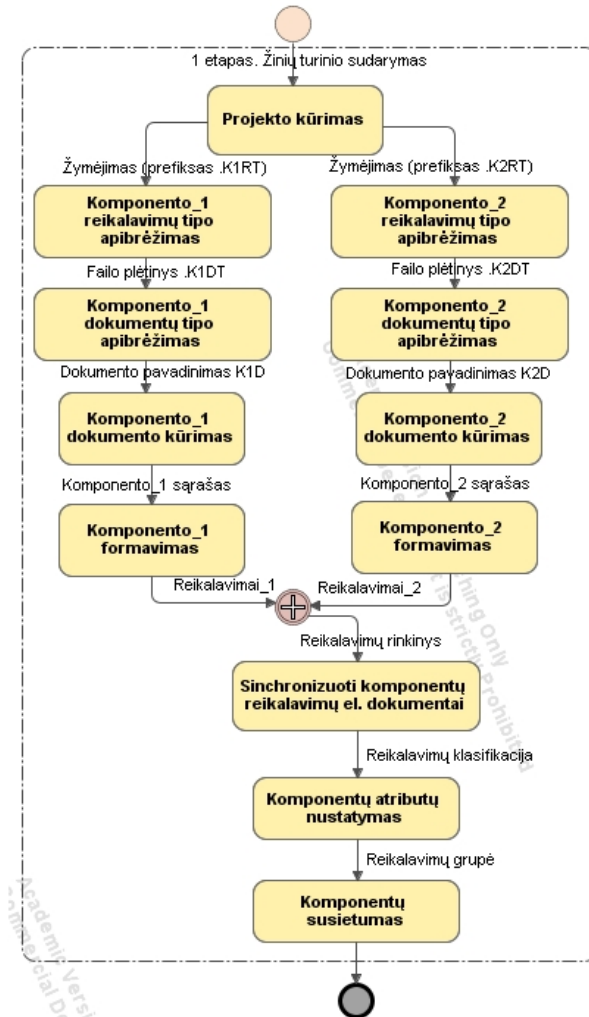 1 etapas. Žinių turinio sudarymas
Projekto kūrimas
Žymėjimas (prefiksas .K1RT)
Žymėjimas (prefiksas .K2RT)
Komponento_1
reikalavimų tipo
apibrėžimas
Komponento_2
reikalavimų tipo
apibrėžimas
Failo plėtinys .K1DT
Failo plėtinys .K2DT
Komponento_1
dokumentų tipo
apibrėžimas
Komponento_2
dokumentų tipo
apibrėžimas
Dokumento pavadinimas K1D
Dokumento pavadinimas K2D
Komponento_1
dokumento kūrimas
Komponento_2
dokumento kūrimas
Komponento_1 sąrašas
Komponento_2 sąrašas
Komponento_1
formavimas
Komponento_2
formavimas
Reikalavimai_1
Reikalavimai_2
Reikalavimų rinkinys
Sinchronizuoti komponentų
reikalavimų el. dokumentai
Reikalavimų klasifikacija
Komponentų atributų
nustatymas
Reikalavimų grupė
Komponentų
susietumas